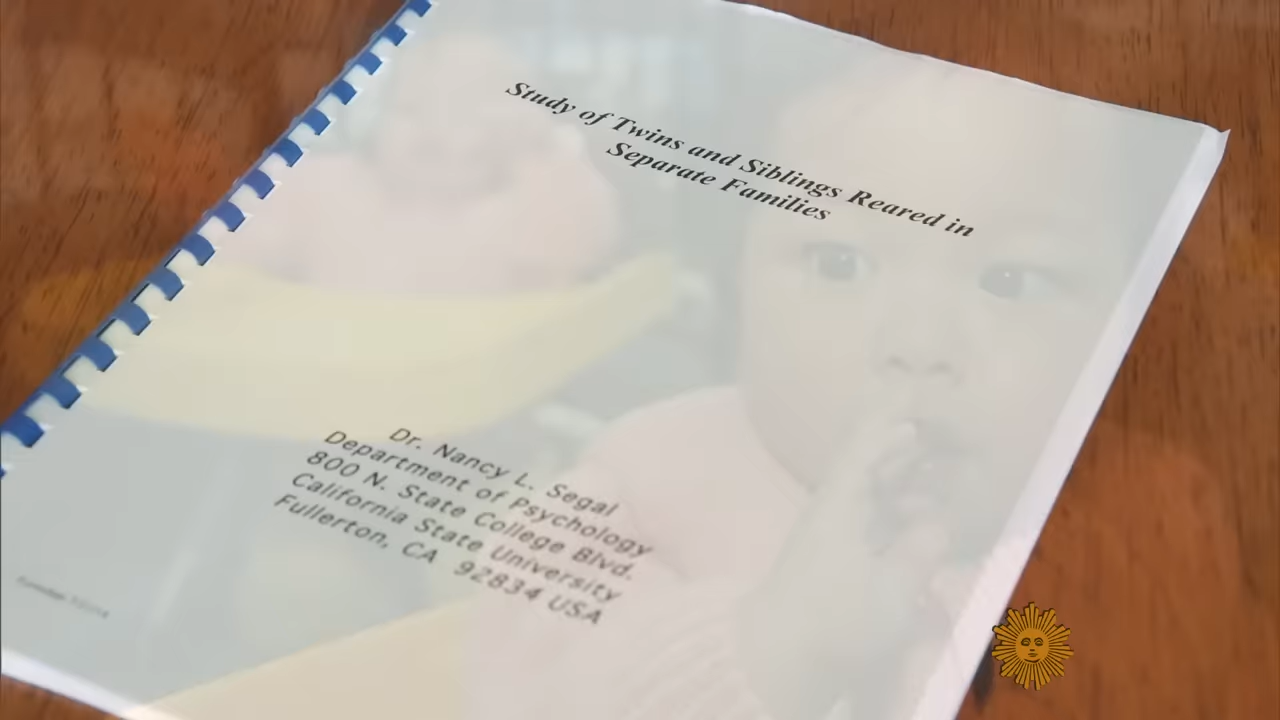 Study of Twins and Siblings Reared in
Separate Families
Dr. Nancy L. Segal
Department of Psychology
800 N. State College Blvd.
California State University
Fullerton, CA 92834 USA